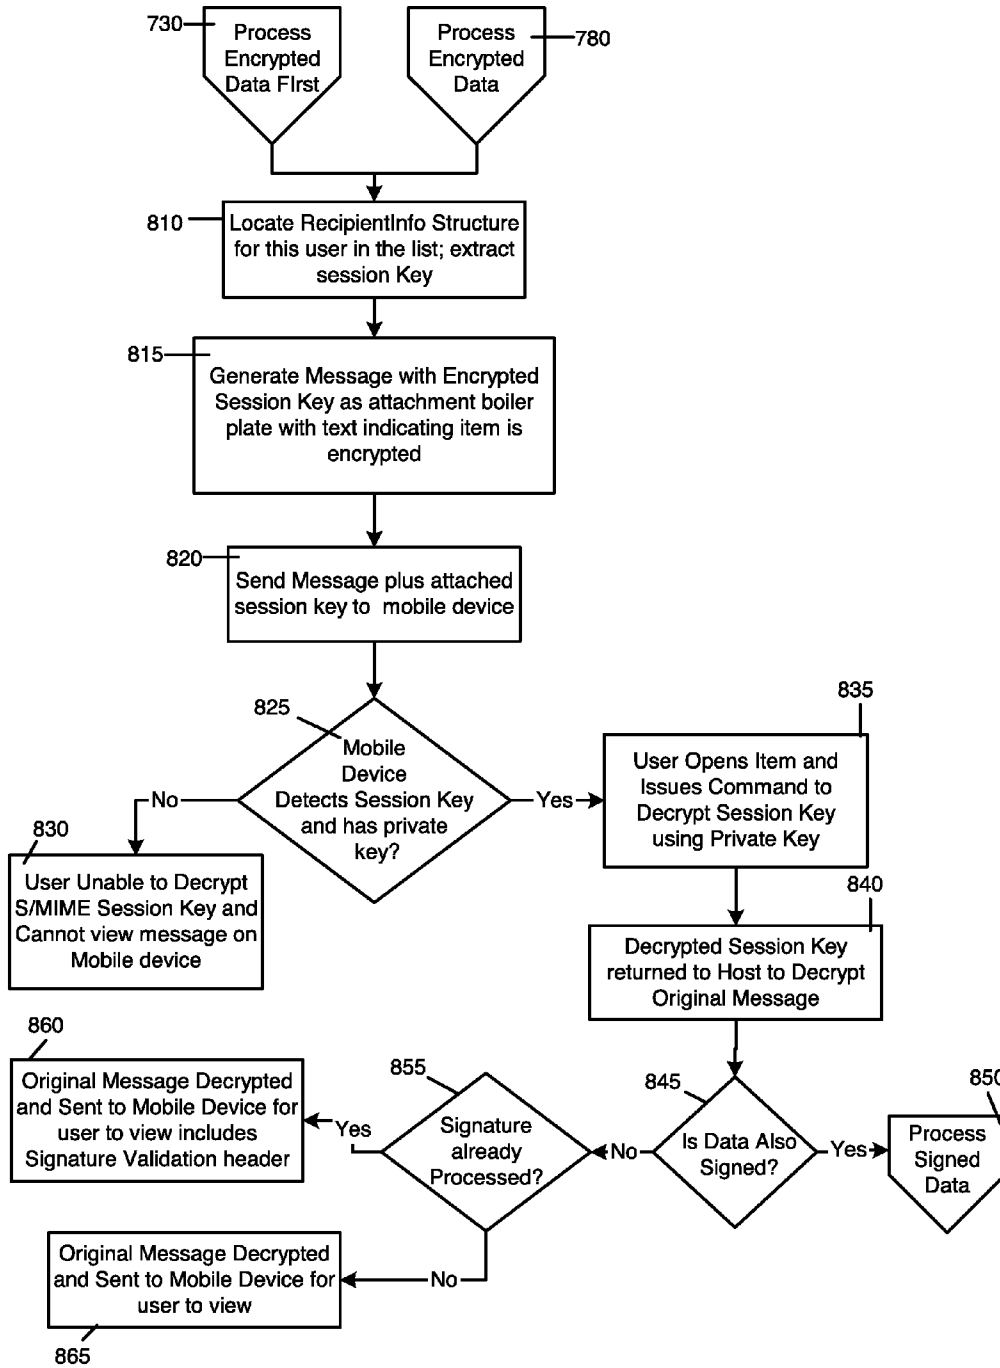 730
Process
Encrypted
Data FIrst
Process
Encrypted
Data
780
810
Locate RecipientInfo Structure
for this user in the list; extract
session Key
815
Generate Message with Encrypted
Session Key as attachment boiler
plate with text indicating item is
encrypted
820
Send Message plus attached
session key to mobile device
825
Mobile
Device
Detects Session Key
and has private
key?
No
Yes
830
User Unable to Decrypt
S/MIME Session Key and
Cannot view message on
Mobile device
835
User Opens Item and
Issues Command to
Decrypt Session Key
using Private Key
840
Decrypted Session Key
returned to Host to Decrypt
Original Message
845
Is Data Also
Signed?
Yes
850
Process
Signed
Data
No
855
Signature
already
Processed?
Yes
860
Original Message Decrypted
and Sent to Mobile Device for
user to view includes
Signature Validation header
No
Original Message Decrypted
and Sent to Mobile Device for
user to view
865